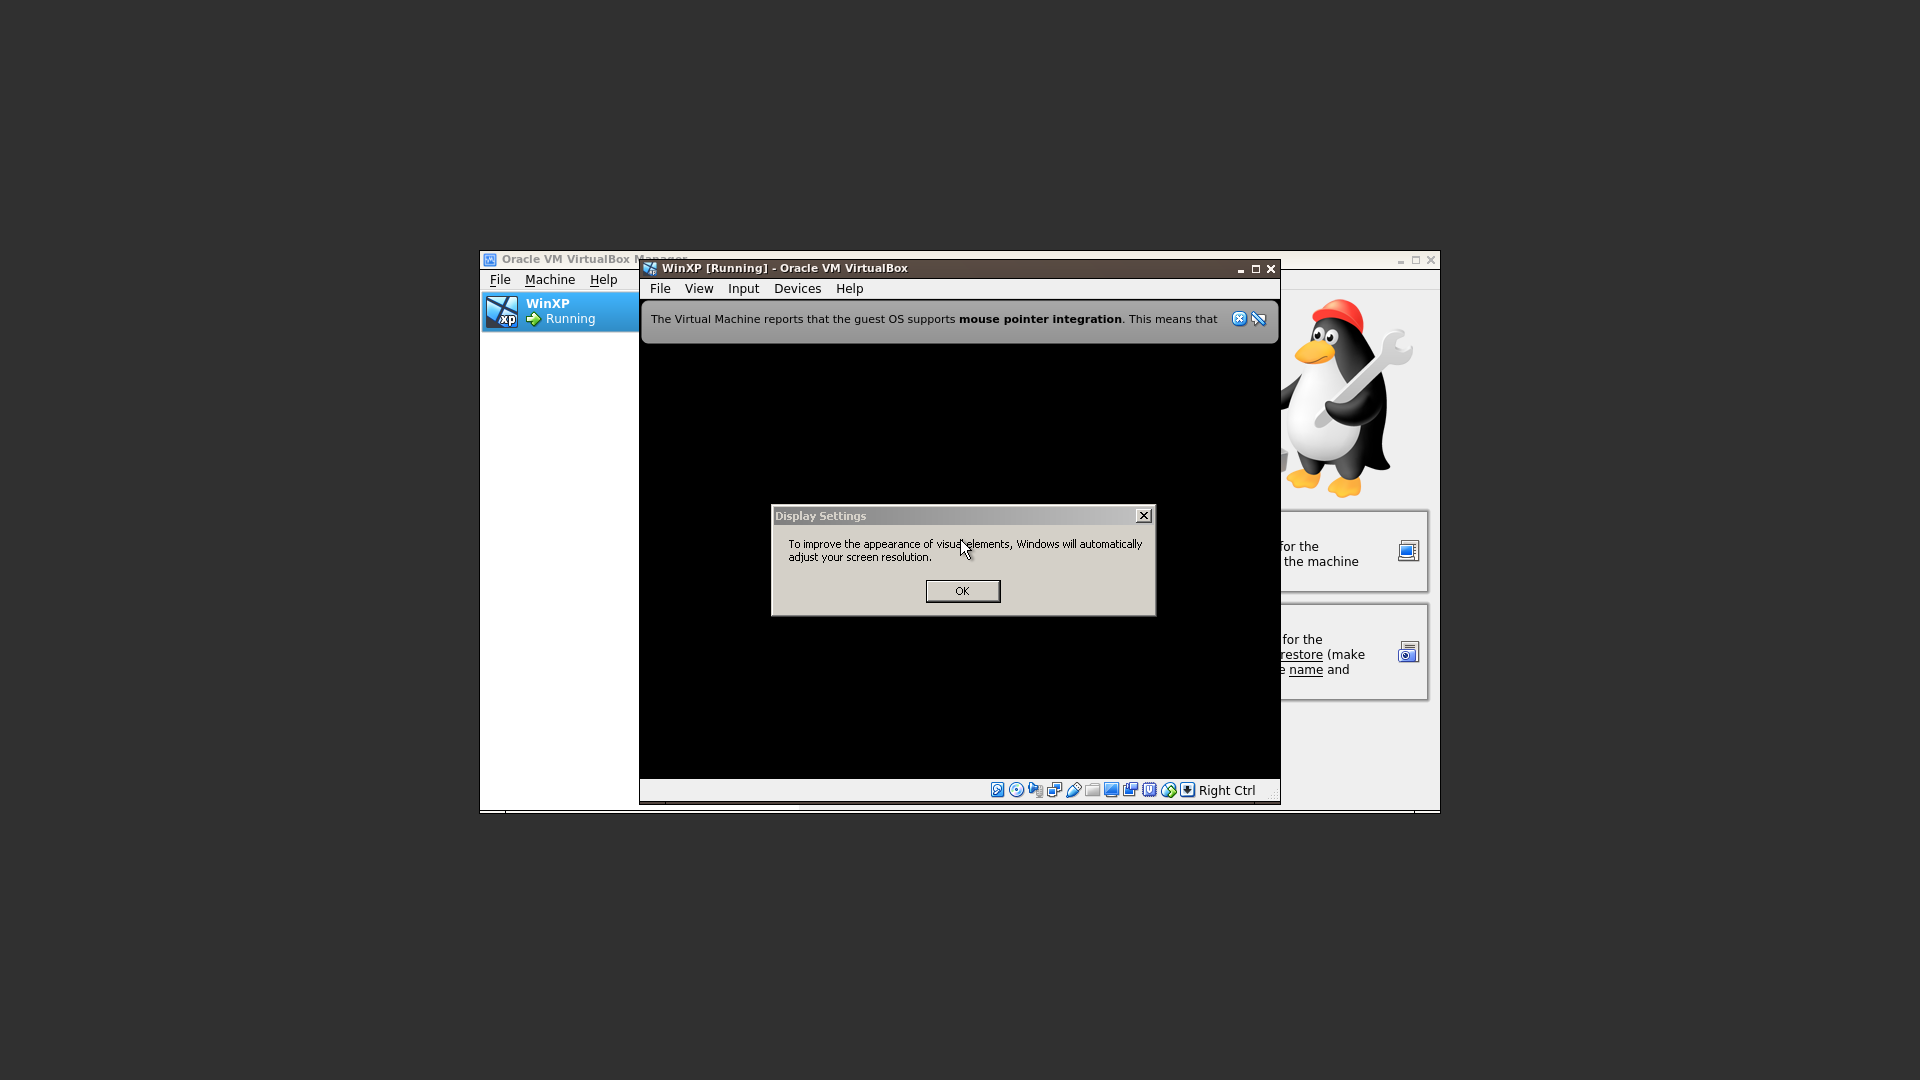 Oracle VM VirtualBox Manager
File Machine Help
WinXP
Running
WinXP [Running] - Oracle VM VirtualBox
File View Input Devices Help
The Virtual Machine reports that the guest OS supports mouse pointer integration. This means that
Display Settings
To improve the appearance of visual elements, Windows will automatically
adjust your screen resolution.
OK
for the
the machine
for the
restore (make
name and
Right Ctrl